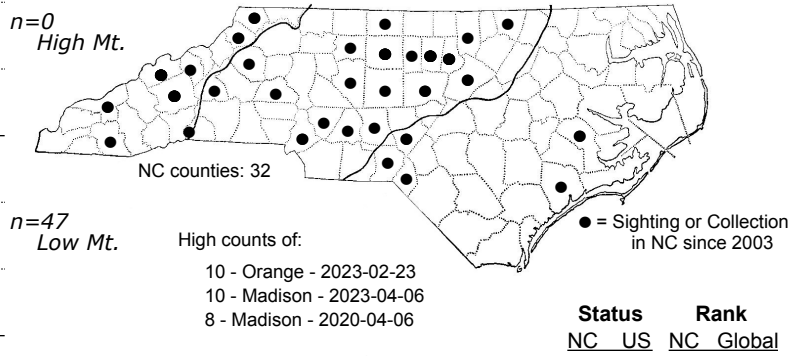 n=0
High Mt.
NC counties: 32
n=47
Low Mt.
High counts of:
10 - Orange - 2023-02-23
10 - Madison - 2023-04-06
8 - Madison - 2020-04-06
● = Sighting or Collection
in NC since 2003
Status Rank
NC US NC Global